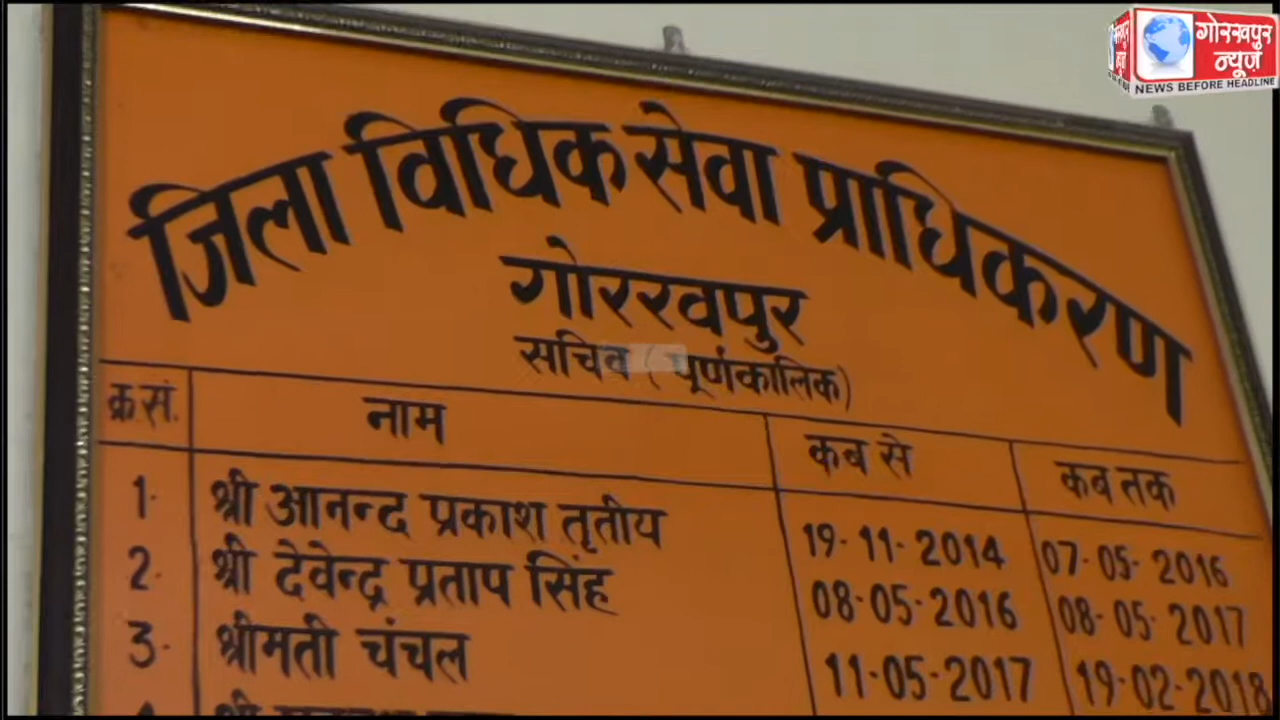 गोरखपुर
न्यूज़
NEWS BEFORE HEADLINE
जिला विधिक सेवा प्राधिकरण
गोरखपुर
सचिव (पूर्णकालिक)
क्र.सं. नाम कब से कब तक
1. श्री आनन्द प्रकाश तृतीय 19-11-2014 07-05-2016
2. श्री देवेन्द्र प्रताप सिंह 08-05-2016 08-05-2017
3. श्रीमती चंचल 11-05-2017 19-02-2018